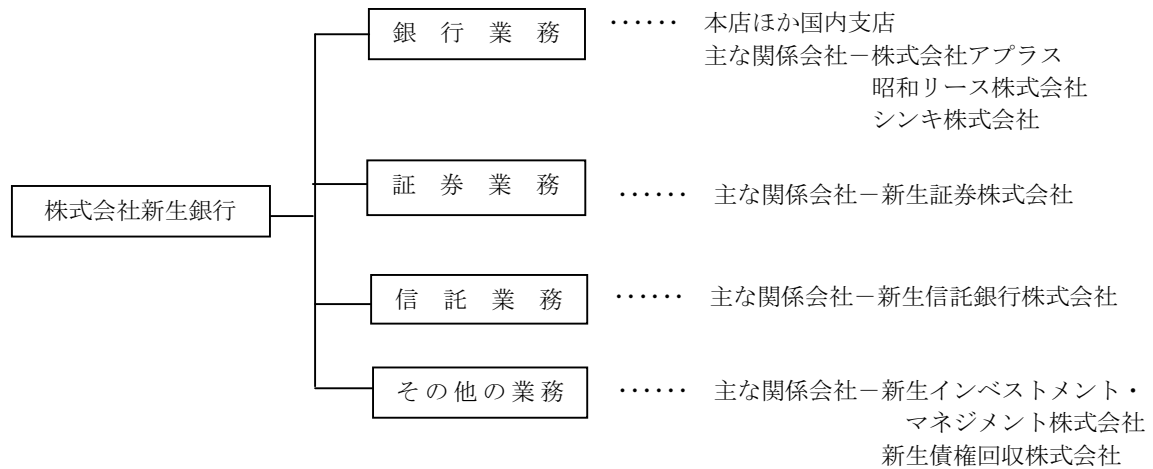 銀行業務 ・・・・・・ 本店ほか国内支店
主な関係会社－株式会社アプラス
昭和リース株式会社
シンキ株式会社
証券業務 ・・・・・・ 主な関係会社－新生証券株式会社
株式会社新生銀行
信託業務 ・・・・・・ 主な関係会社－新生信託銀行株式会社
その他の業務 ・・・・・・ 主な関係会社－新生インベストメント・
マネジメント株式会社
新生債権回収株式会社